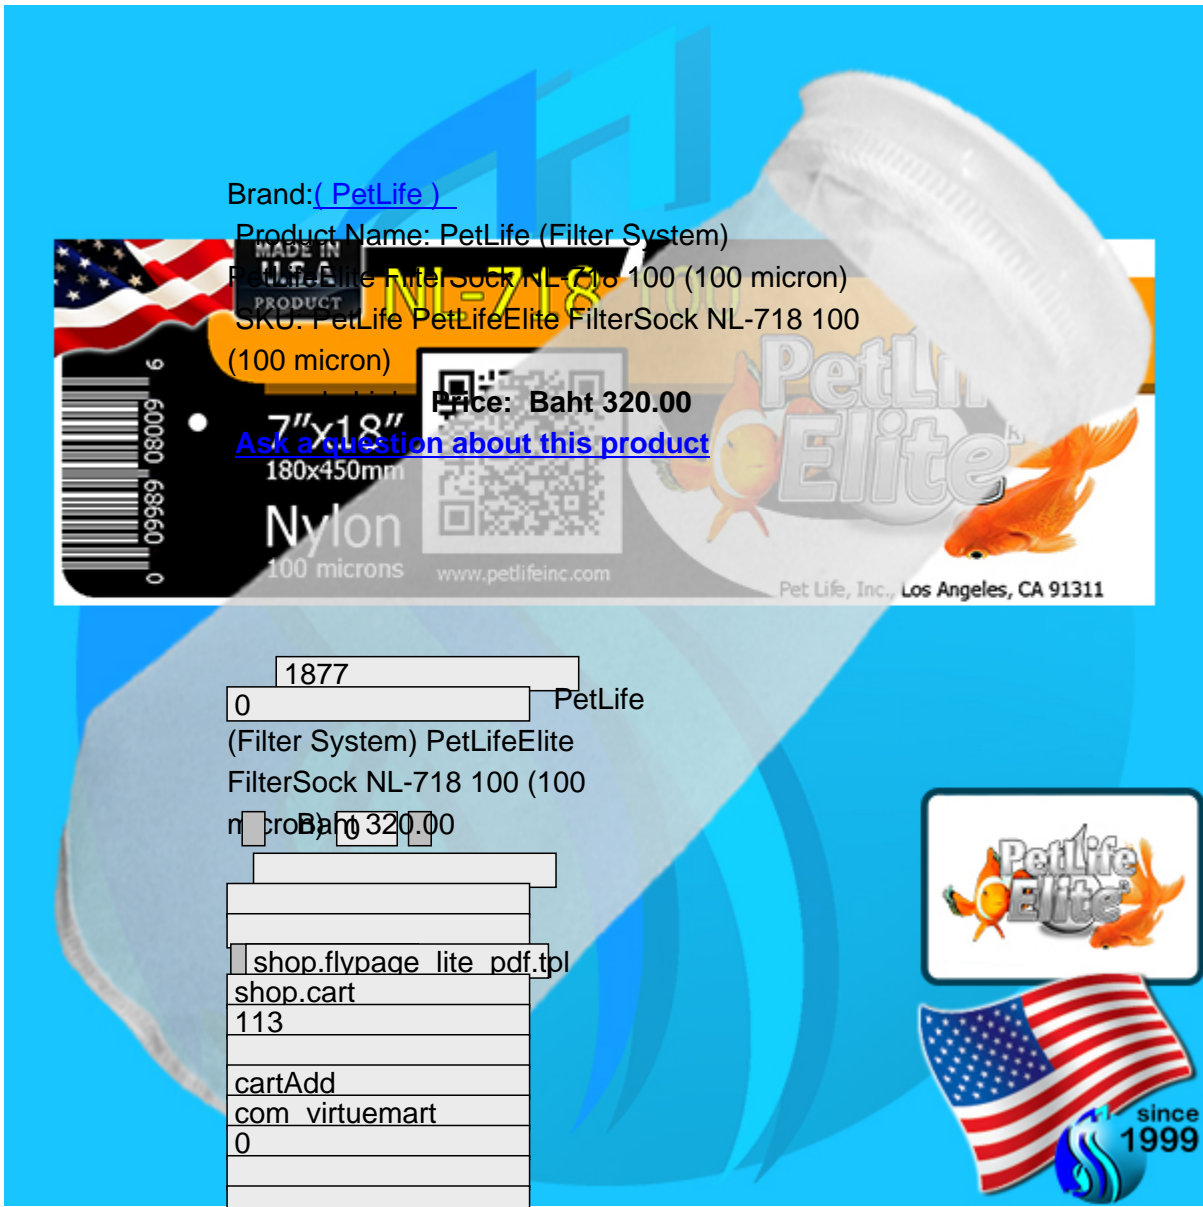 Brand:( PetLife )
Product Name: PetLife (Filter System)
PetLifeElite FilterSock NL-718 100 (100 micron)
SKU: PetLife PetLifeElite FilterSock NL-718 100
(100 micron)
Price: Baht 320.00
Ask a question about this product
MADE IN
U.S.A
PRODUCT
NL-718 100
7"x18"
180x450mm
Nylon
100 microns
www.petlifeinc.com
PetLife
Elite
Pet Life, Inc., Los Angeles, CA 91311
1877
0
PetLife
(Filter System) PetLifeElite
FilterSock NL-718 100 (100
micron)
Baht 320.00
0
shop.flypage_lite_pdf.tpl
shop.cart
113
cartAdd
com_virtuemart
0
PetLife
Elite®
since
1999